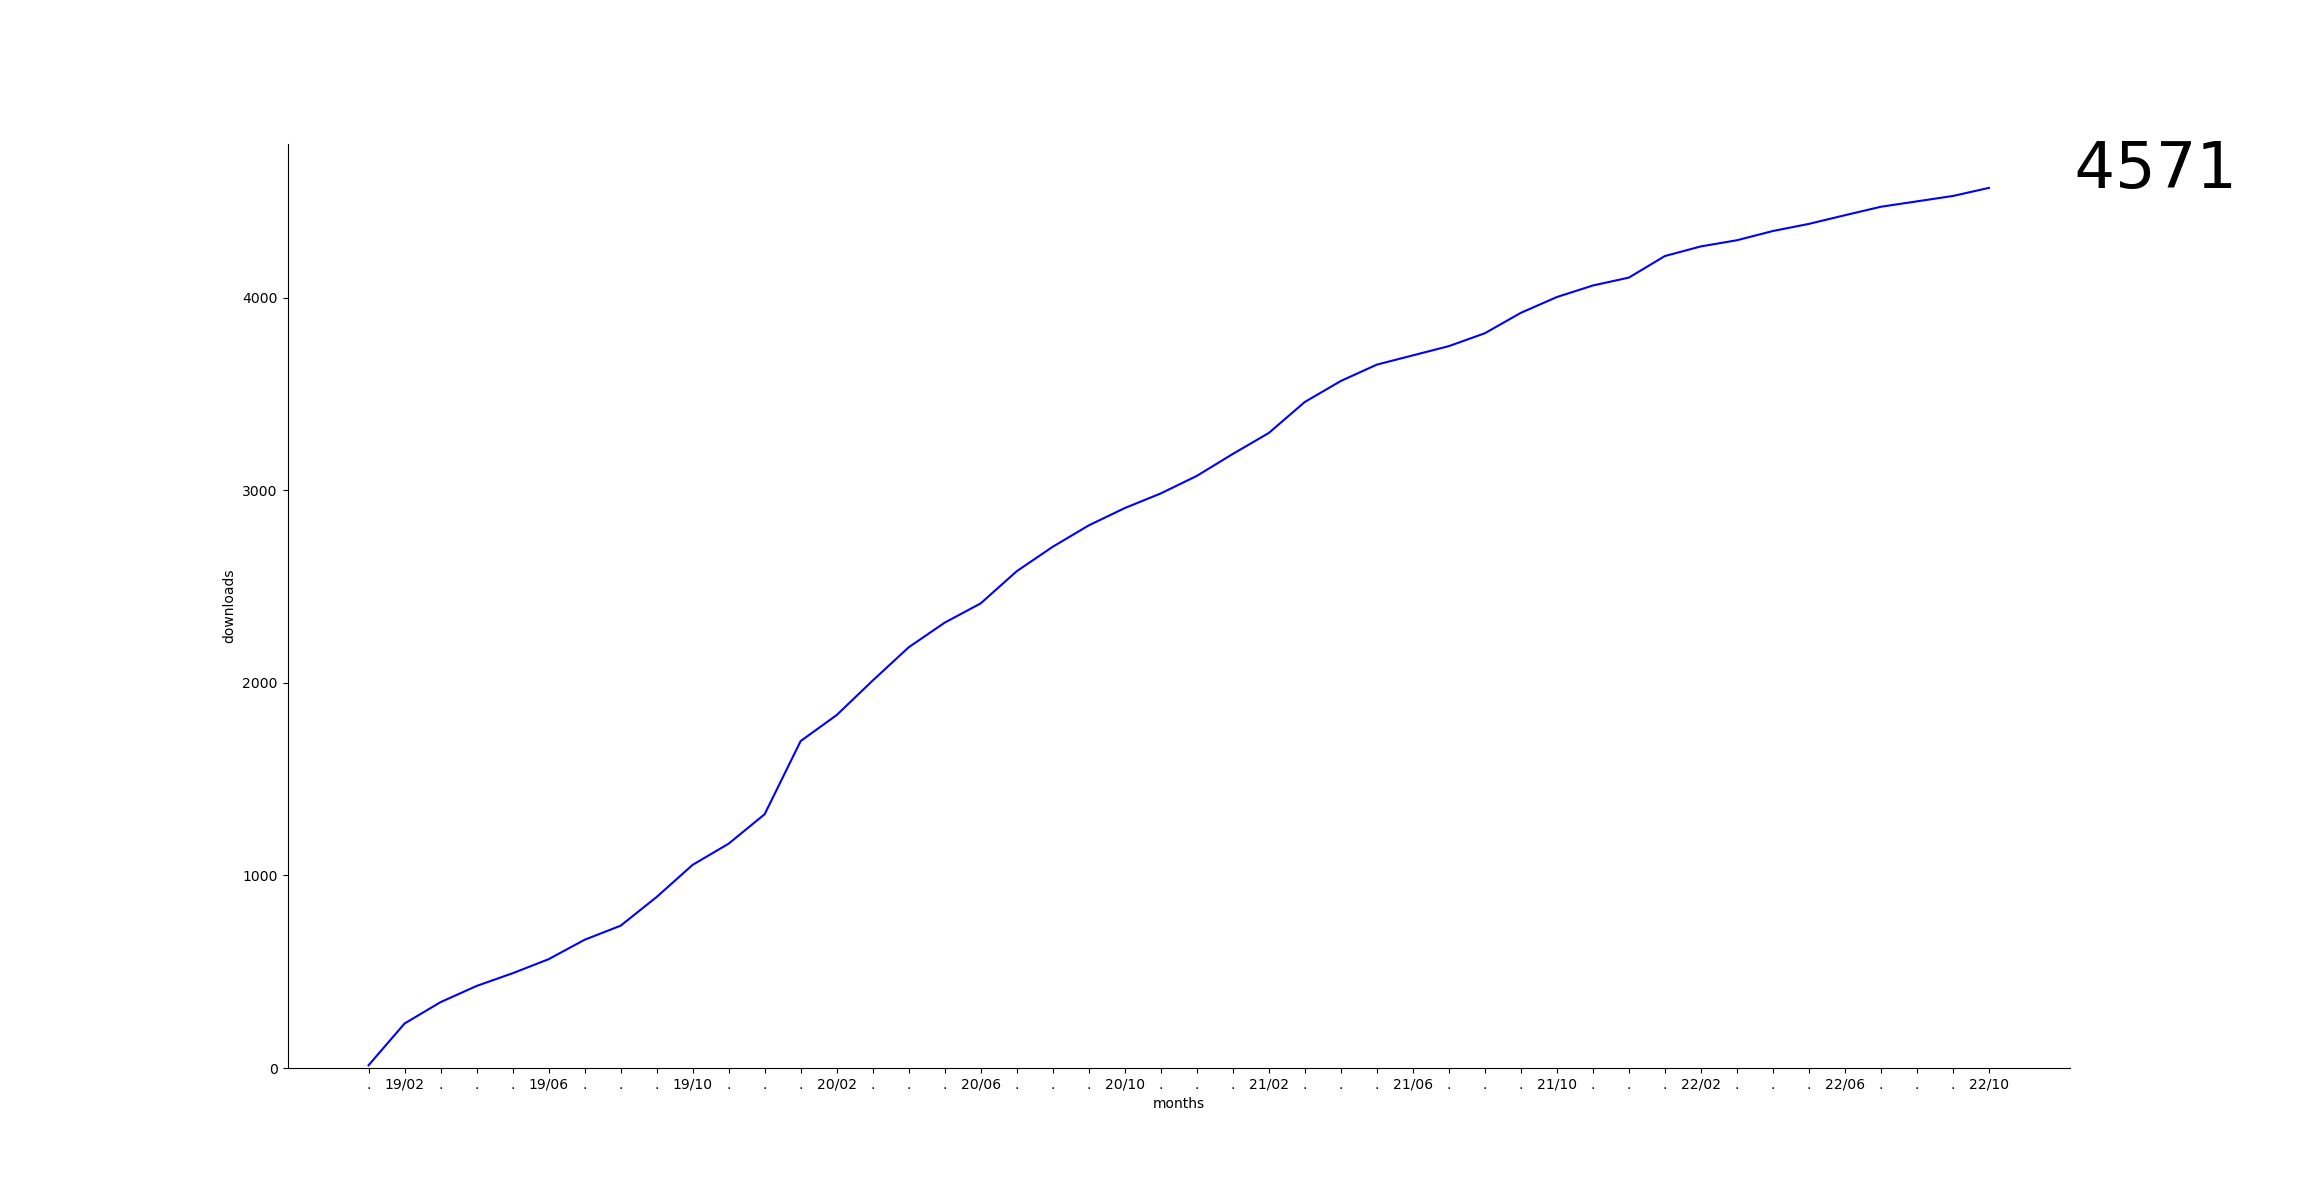 4571
4000
3000
2000
1000
0
downloads
. 19/02 . . . 19/06 . . . 19/10 . . . 20/02 . . . 20/06 . . . 20/10 . . . 21/02 . . . 21/06 . . . 21/10 . . . 22/02 . . . 22/06 . . . 22/10
months